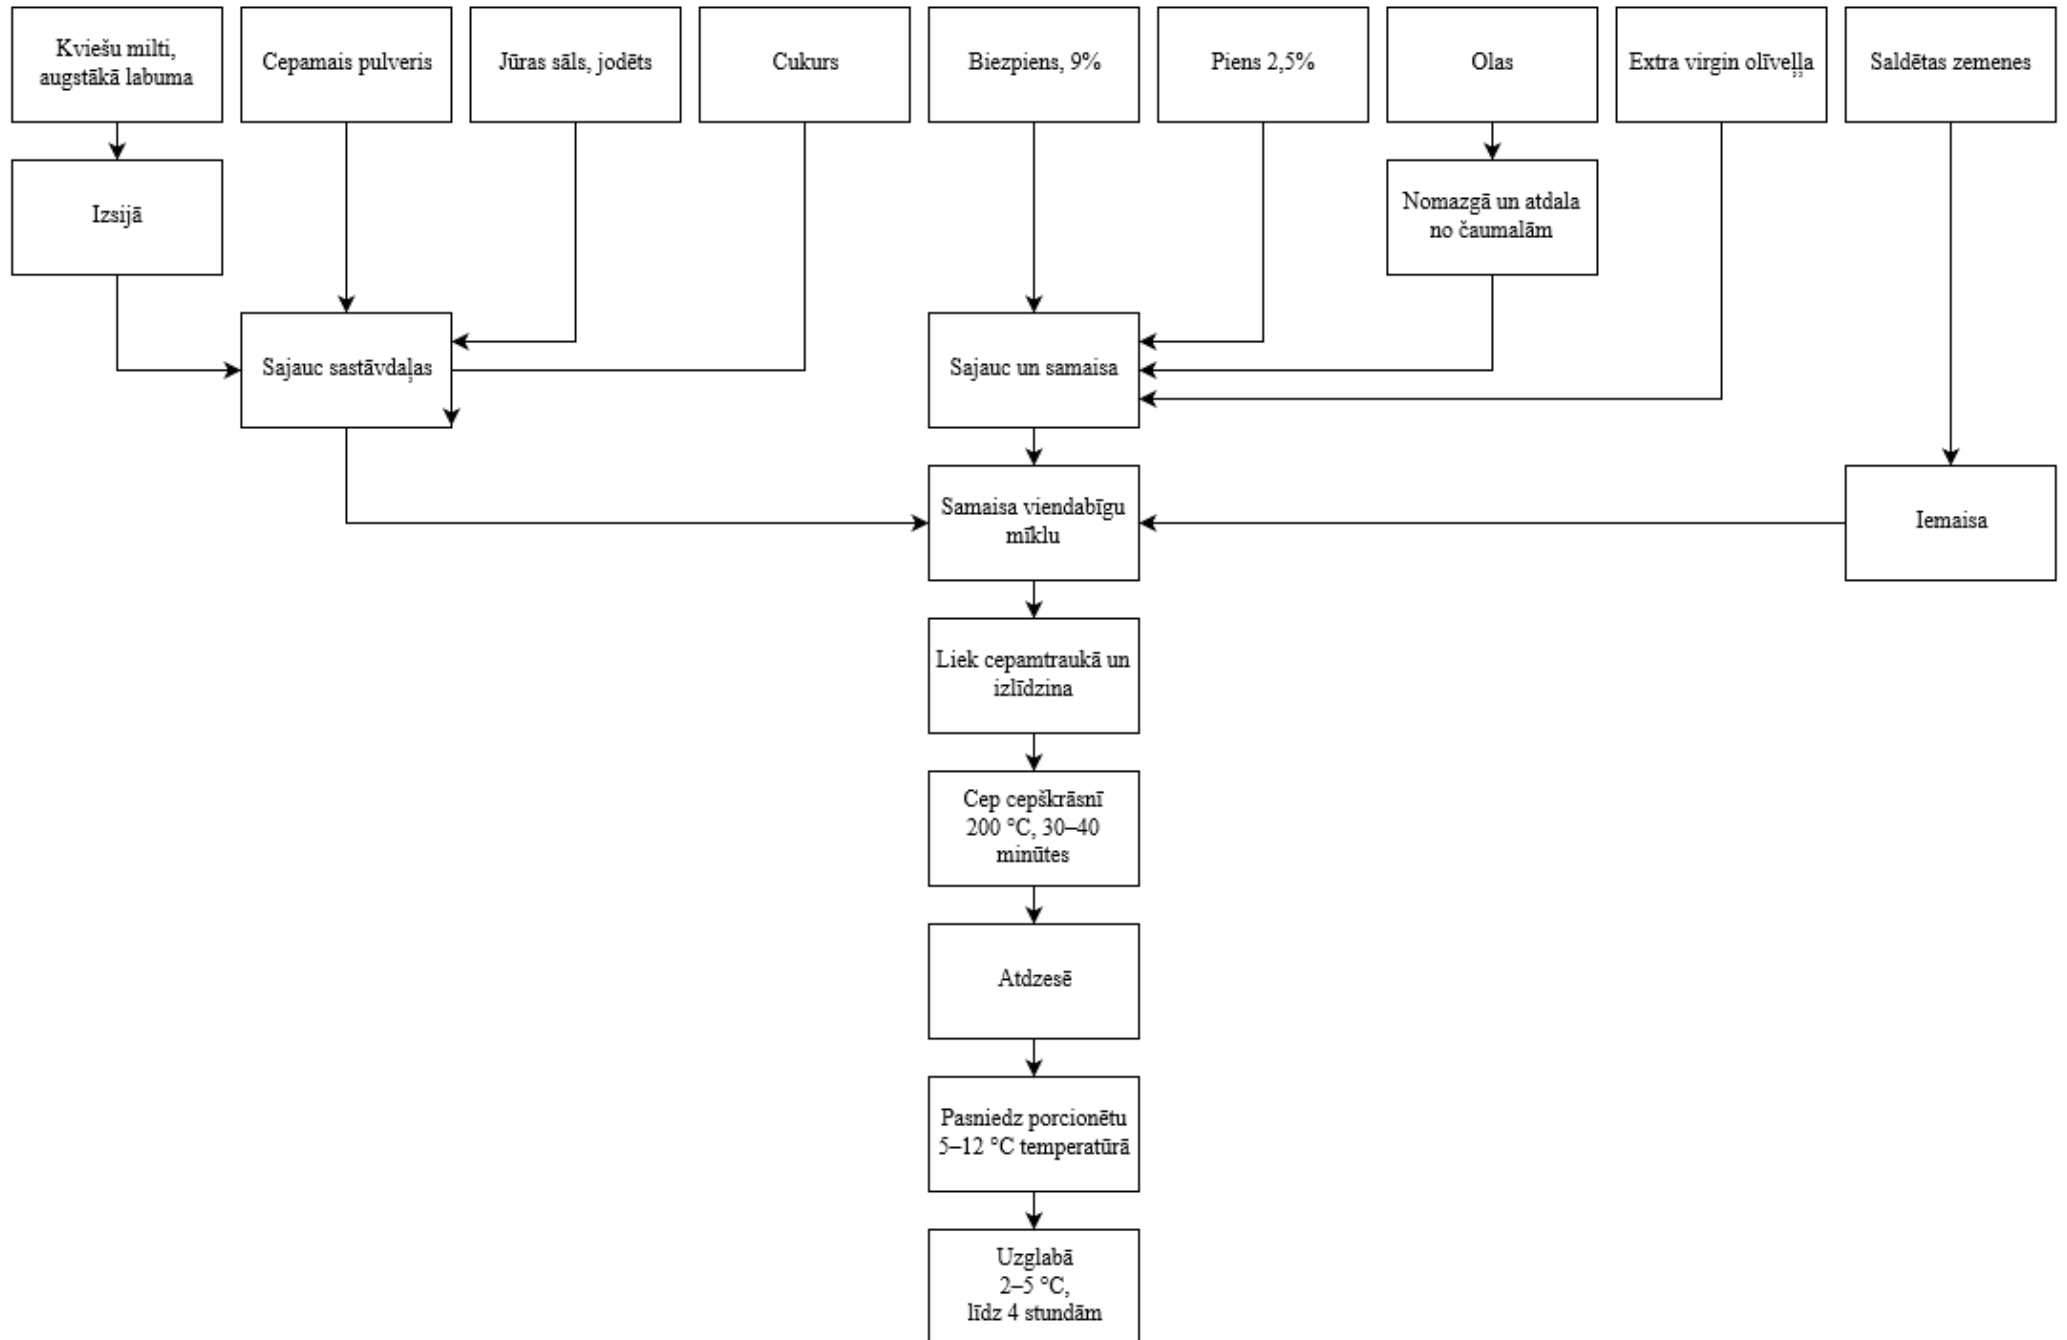 Kviešu milti,
augstākā labuma
Cepamais pulveris
Jūras sāls, jodēts
Cukurs
Biezpiens, 9%
Piens 2,5%
Olas
Extra virgin olīveļļa
Saldētas zemenes
Izsijā
Nomazgā un atdala
no čaumalām
Sajauc sastāvdaļas
Sajauc un samaisa
Samaisa viendabīgu
mīklu
Iemaisa
Liek cepamtraukā un
izlīdzina
Cep cepškrāsnī
200 °C, 30–40
minūtes
Atdzesē
Pasniedz porcionētu
5–12 °C temperatūrā
Uzglabā
2–5 °C,
līdz 4 stundām